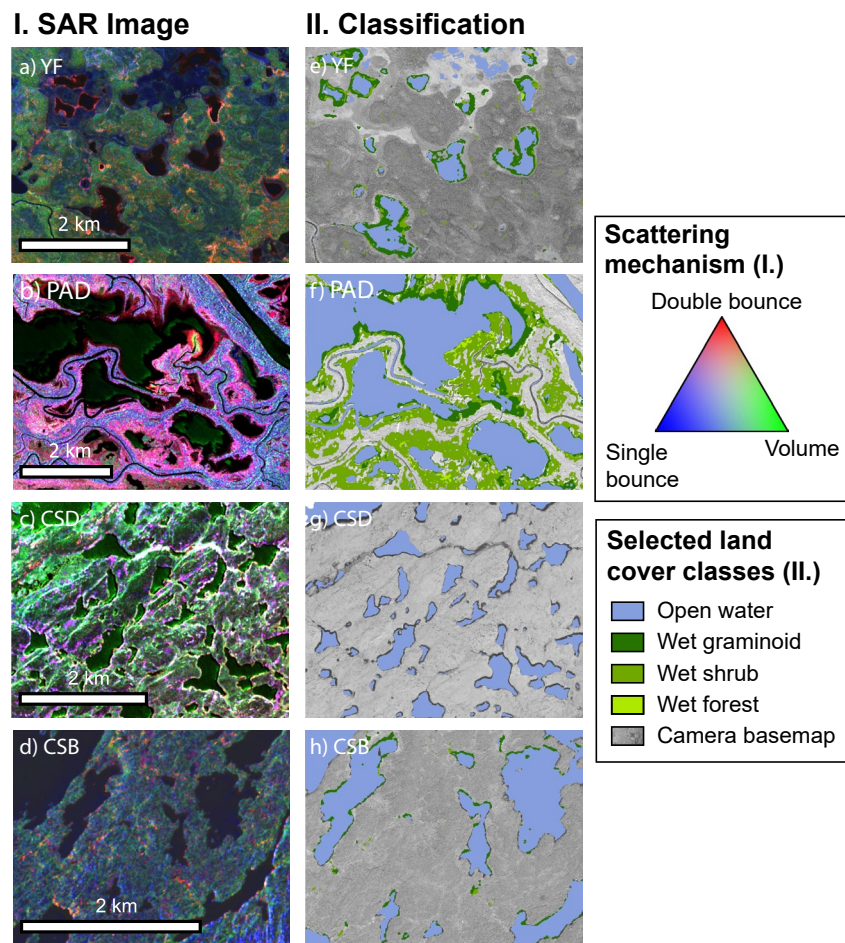 I. SAR Image
II. Classification
a) YF
2 km
e) YF
b) PAD
2 km
f) PAD
c) CSD
2 km
g) CSD
d) CSB
2 km
h) CSB
Scattering
mechanism (I.)
Double bounce
Single
bounce
Volume
Selected land
cover classes (II.)
Open water
Wet graminoid
Wet shrub
Wet forest
Camera basemap